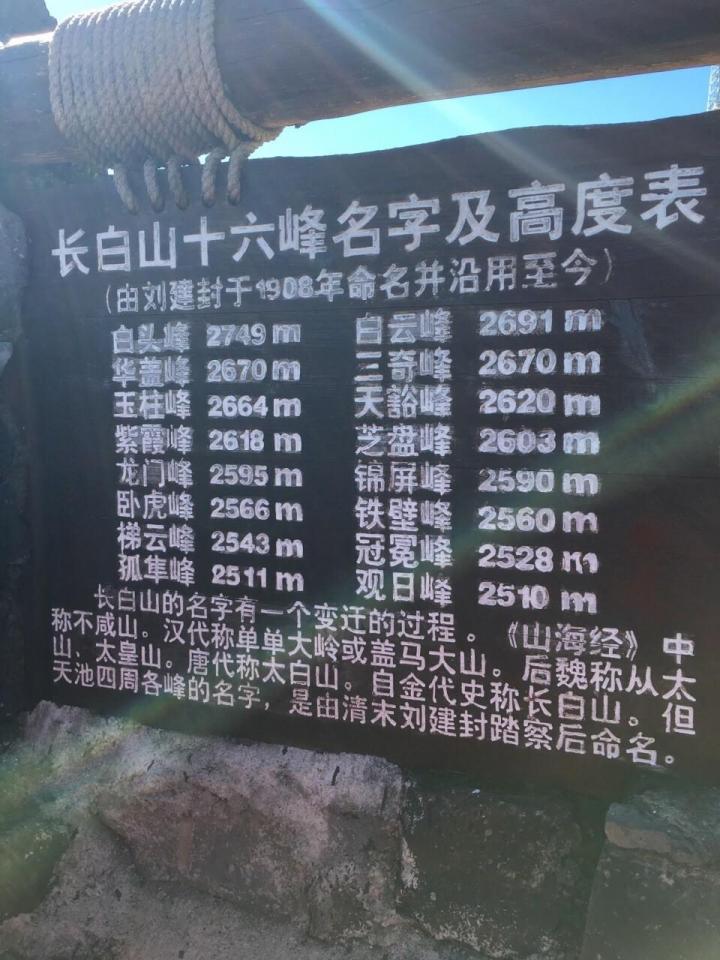 长白山十六峰名字及高度表
（由刘建封于1908年命名并沿用至今）
白头峰 2749 m 白云峰 2691 m
华盖峰 2670 m 三奇峰 2670 m
玉柱峰 2664 m 天豁峰 2620 m
紫霞峰 2618 m 芝盘峰 2603 m
龙门峰 2595 m 锦屏峰 2590 m
卧虎峰 2566 m 铁壁峰 2560 m
梯云峰 2543 m 冠冕峰 2528 m
孤隼峰 2511 m 观日峰 2510 m
长白山的名字有一个变迁的过程。《山海经》中
称不咸山。汉代称单单大岭或盖马大山。后魏称从太
山、太皇山。唐代称太白山。自金代史称长白山。但
天池四周各峰的名字，是由清末刘建封踏察后命名。